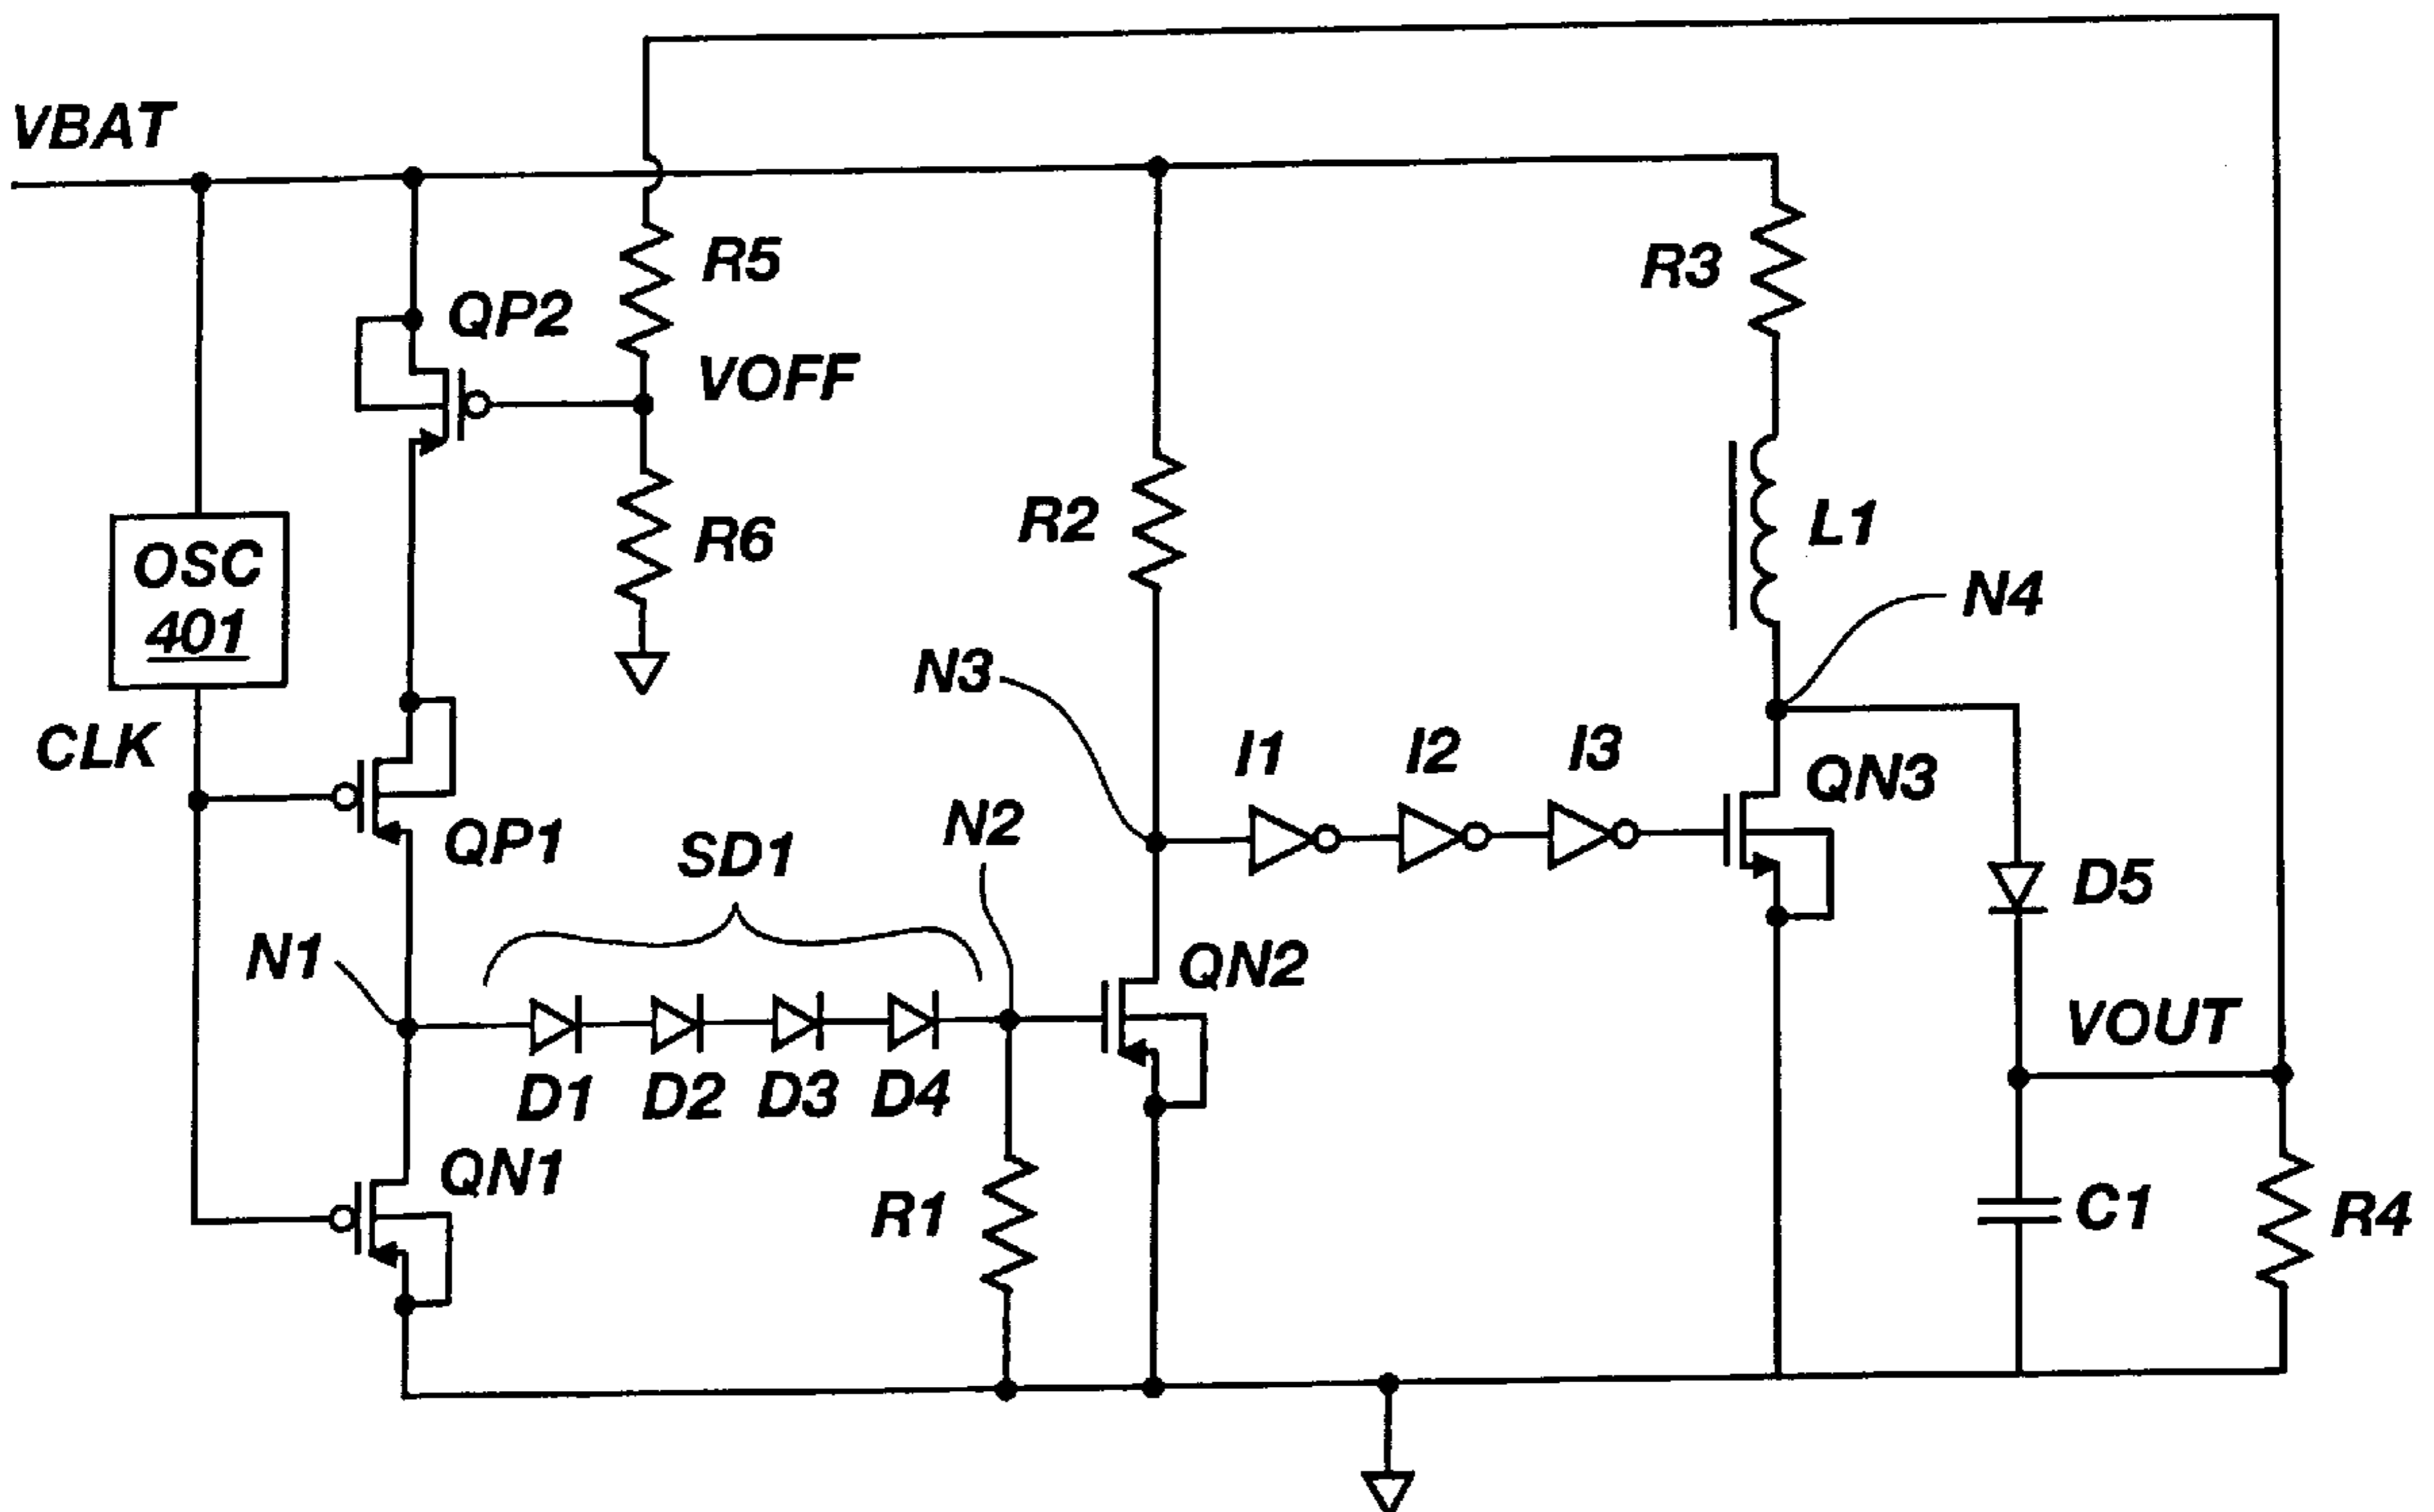 VBAT
R5
R3
QP2
VOFF
R2
L1
R6
OSC
401
N4
N3
CLK
I1
I2
I3
QN3
N2
QP1
SD1
D5
N1
QN2
VOUT
D1
D2
D3
D4
QN1
R1
C1
R4